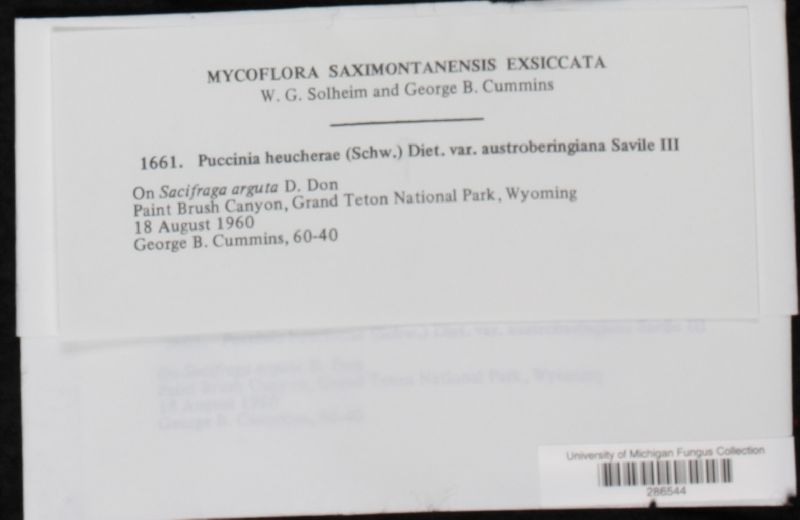 MYCOFLORA SAXIMONTANENSIS EXSICCATA
W. G. Solheim and George B. Cummins
1661. Puccinia heucherae (Schw.) Diet. var. austroberingiana Savile III
On Sacifraga arguta D. Don
Paint Brush Canyon, Grand Teton National Park, Wyoming
18 August 1960
George B. Cummins, 60-40
University of Michigan Fungus Collection
286544